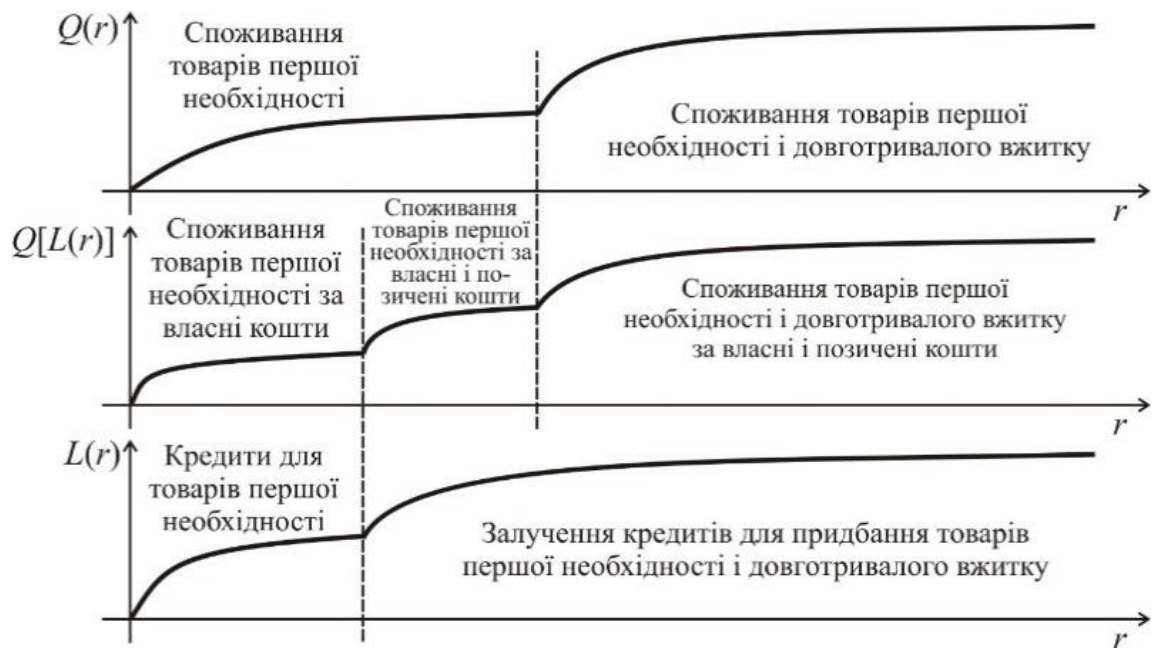 Q(r)
Споживання
товарів першої
необхідності
Споживання товарів першої
необхідності і довготривалого вжитку
r
Q[L(r)]
Споживання
товарів першої
необхідності за
власні кошти
Споживання
товарів першої
необхідності за
власні і по-
зичені кошти
Споживання товарів першої
необхідності і довготривалого вжитку
за власні і позичені кошти
r
L(r)
Кредити для
товарів першої
необхідності
Залучення кредитів для придбання товарів
першої необхідності і довготривалого вжитку
r